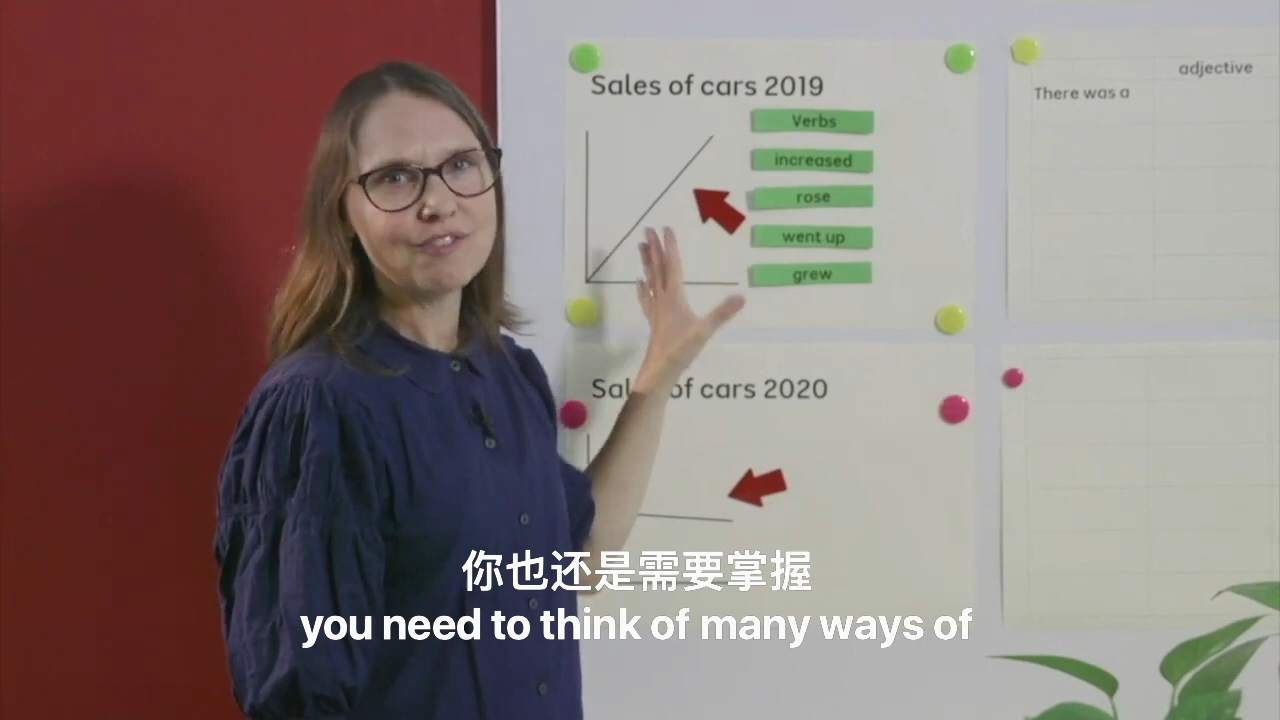 Sales of cars 2019
Verbs
increased
rose
went up
grew
adjective
There was a
Sales of cars 2020
你也还是需要掌握
you need to think of many ways of